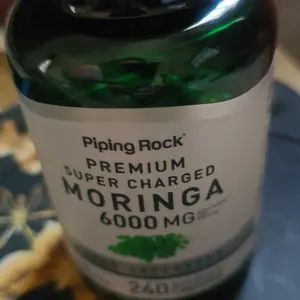 Piping Rock®
PREMIUM
SUPER CHARGED
MORINGA
6000 MG
240